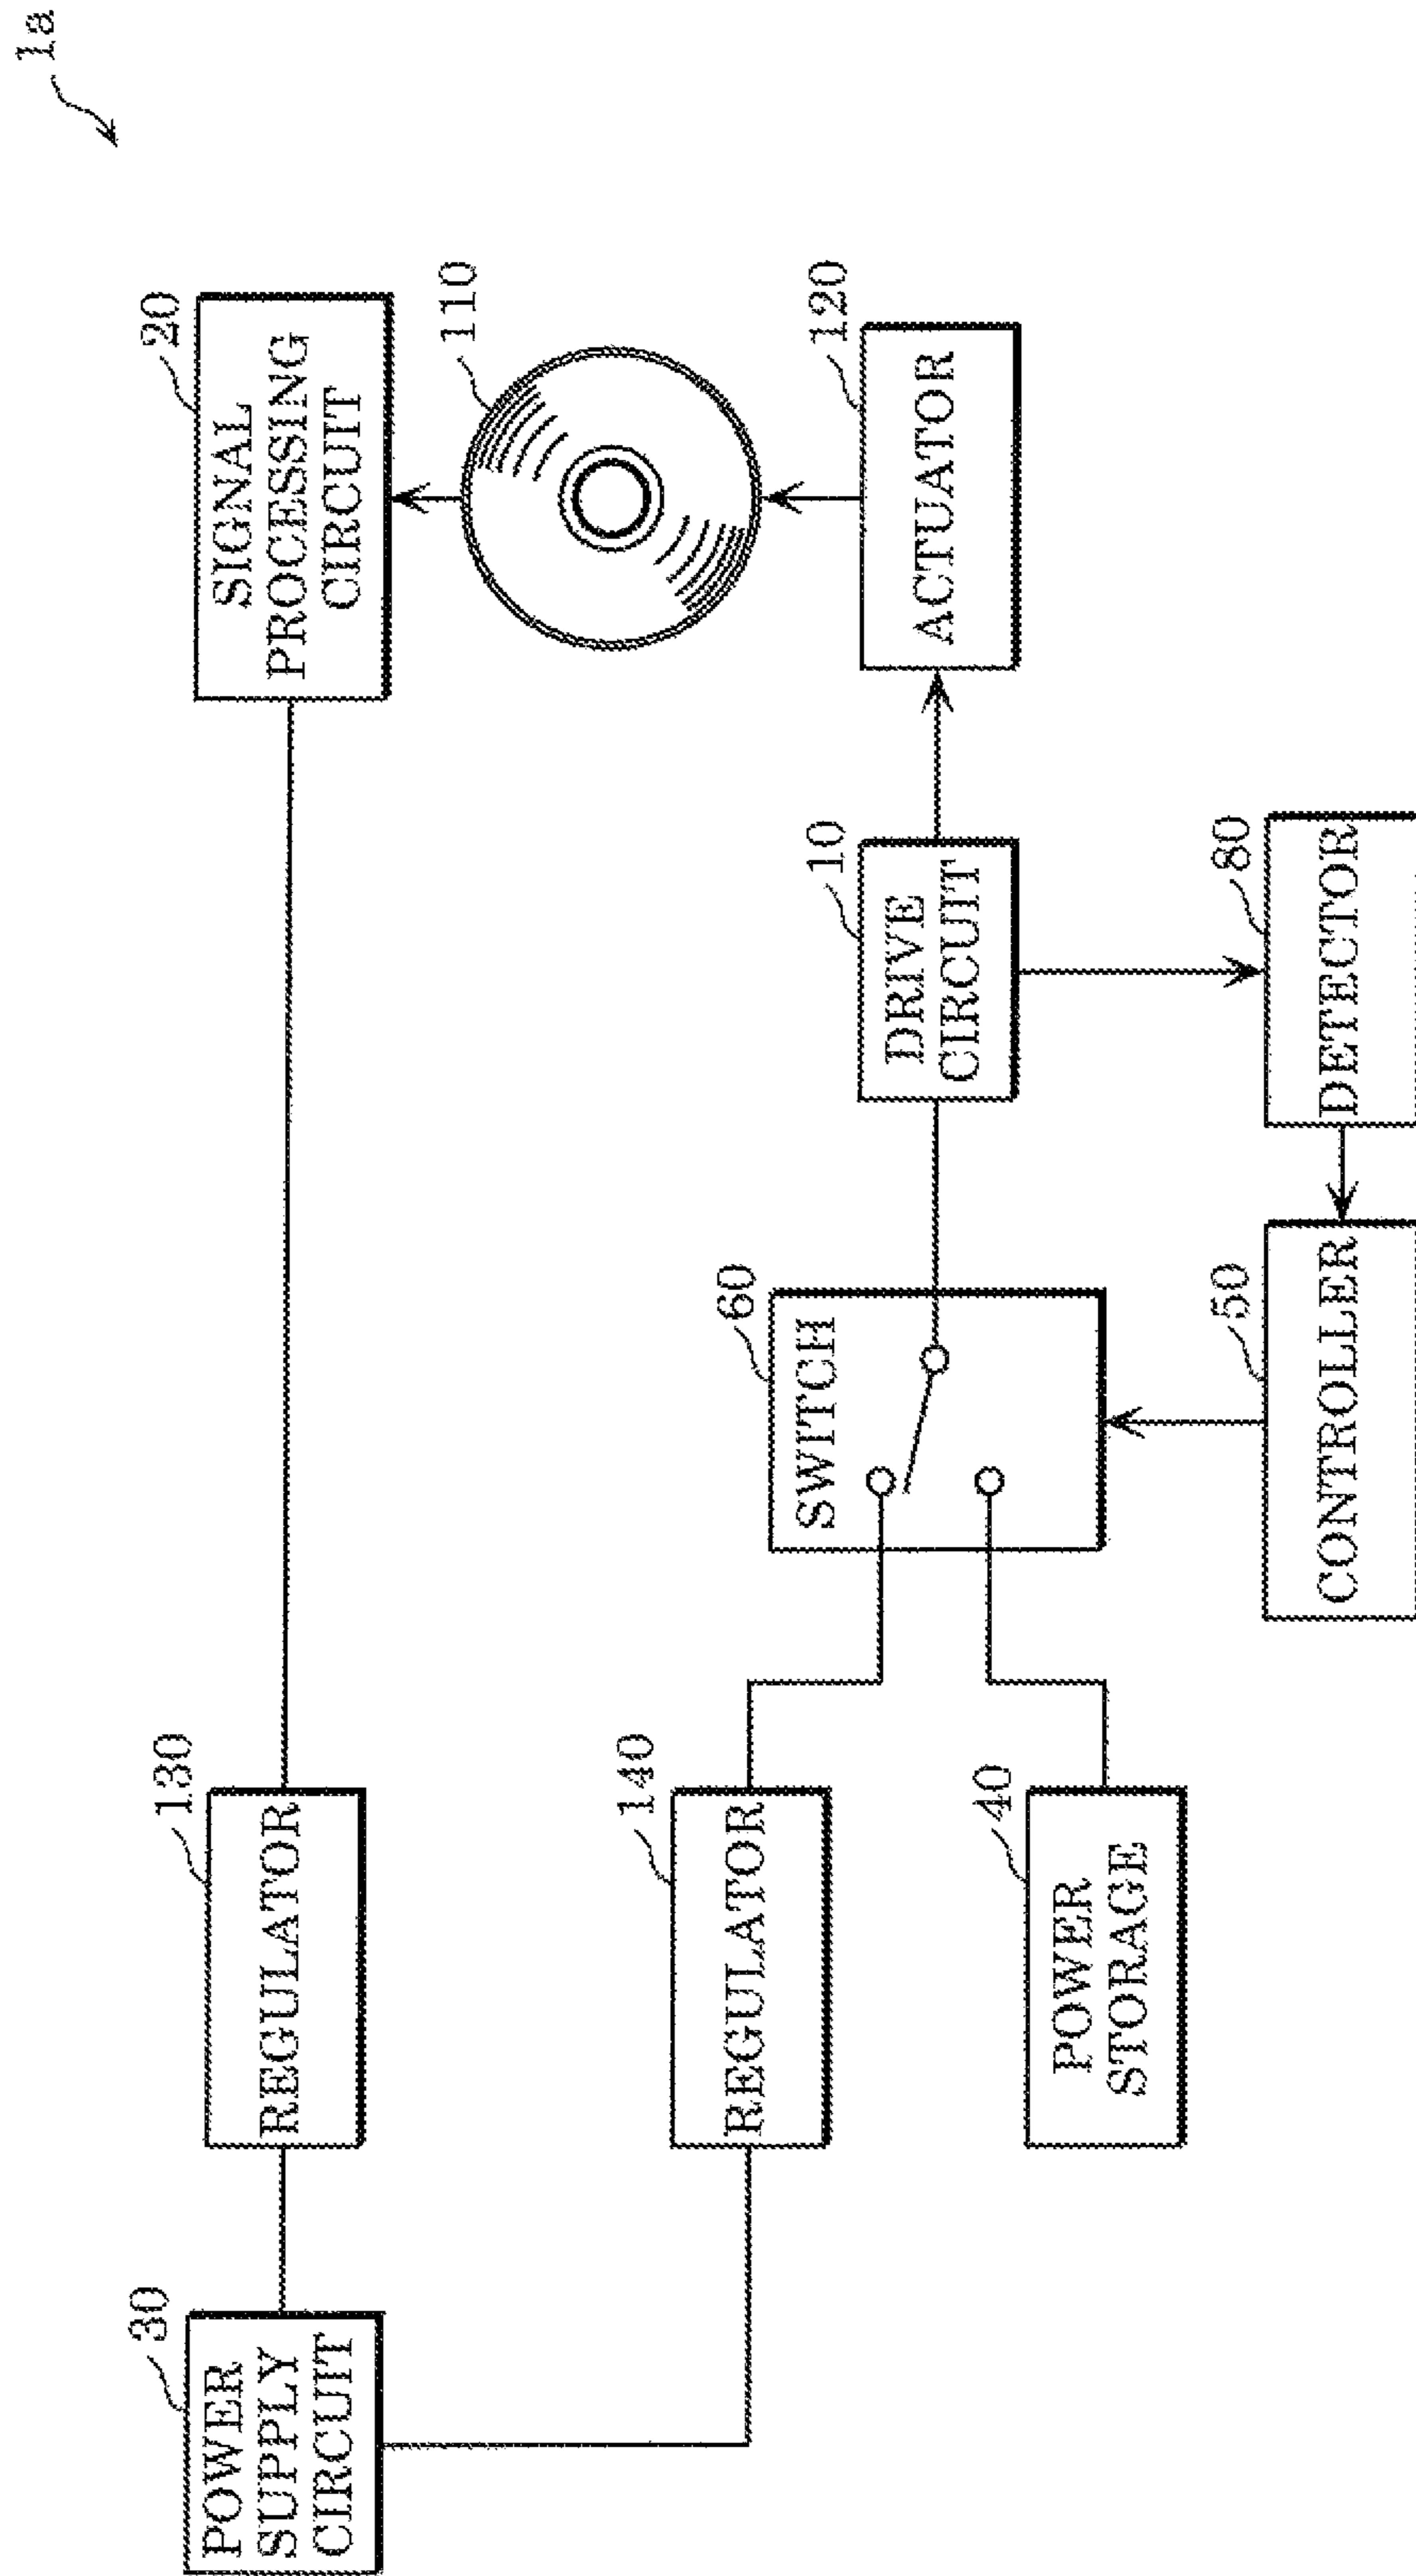 1a
30
POWER
SUPPLY
CIRCUIT
130
REGULATOR
20
SIGNAL
PROCESSING
CIRCUIT
110
140
REGULATOR
60
SWITCH
10
DRIVE
CIRCUIT
120
ACTUATOR
40
POWER
STORAGE
50
CONTROLLER
80
DETECTOR